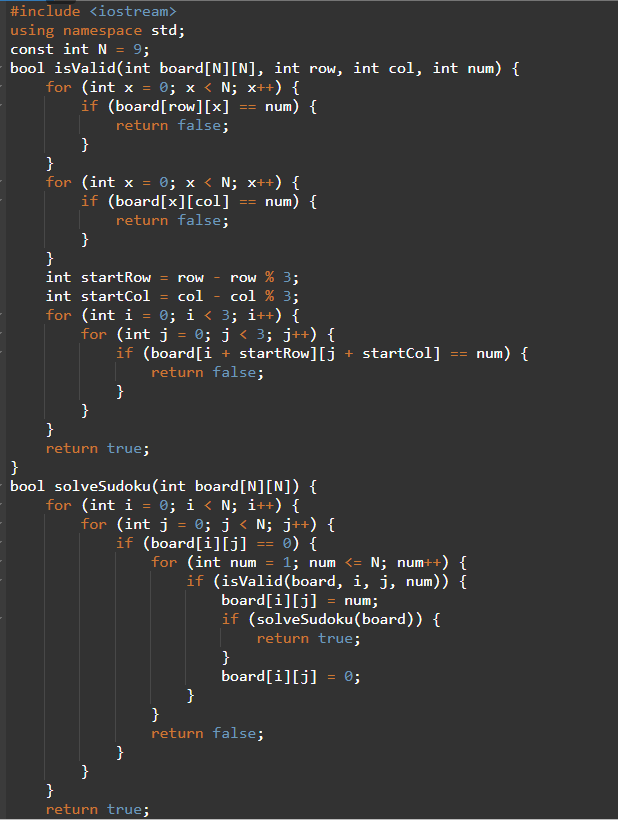 #include <iostream>
using namespace std;
const int N = 9;
bool isValid(int board[N][N], int row, int col, int num) {
    for (int x = 0; x < N; x++) {
        if (board[row][x] == num) {
            return false;
        }
    }
    for (int x = 0; x < N; x++) {
        if (board[x][col] == num) {
            return false;
        }
    }
    int startRow = row - row % 3;
    int startCol = col - col % 3;
    for (int i = 0; i < 3; i++) {
        for (int j = 0; j < 3; j++) {
            if (board[i + startRow][j + startCol] == num) {
                return false;
            }
        }
    }
    return true;
}
bool solveSudoku(int board[N][N]) {
    for (int i = 0; i < N; i++) {
        for (int j = 0; j < N; j++) {
            if (board[i][j] == 0) {
                for (int num = 1; num <= N; num++) {
                    if (isValid(board, i, j, num)) {
                        board[i][j] = num;
                        if (solveSudoku(board)) {
                            return true;
                        }
                        board[i][j] = 0;
                    }
                }
                return false;
            }
        }
    }
    return true;